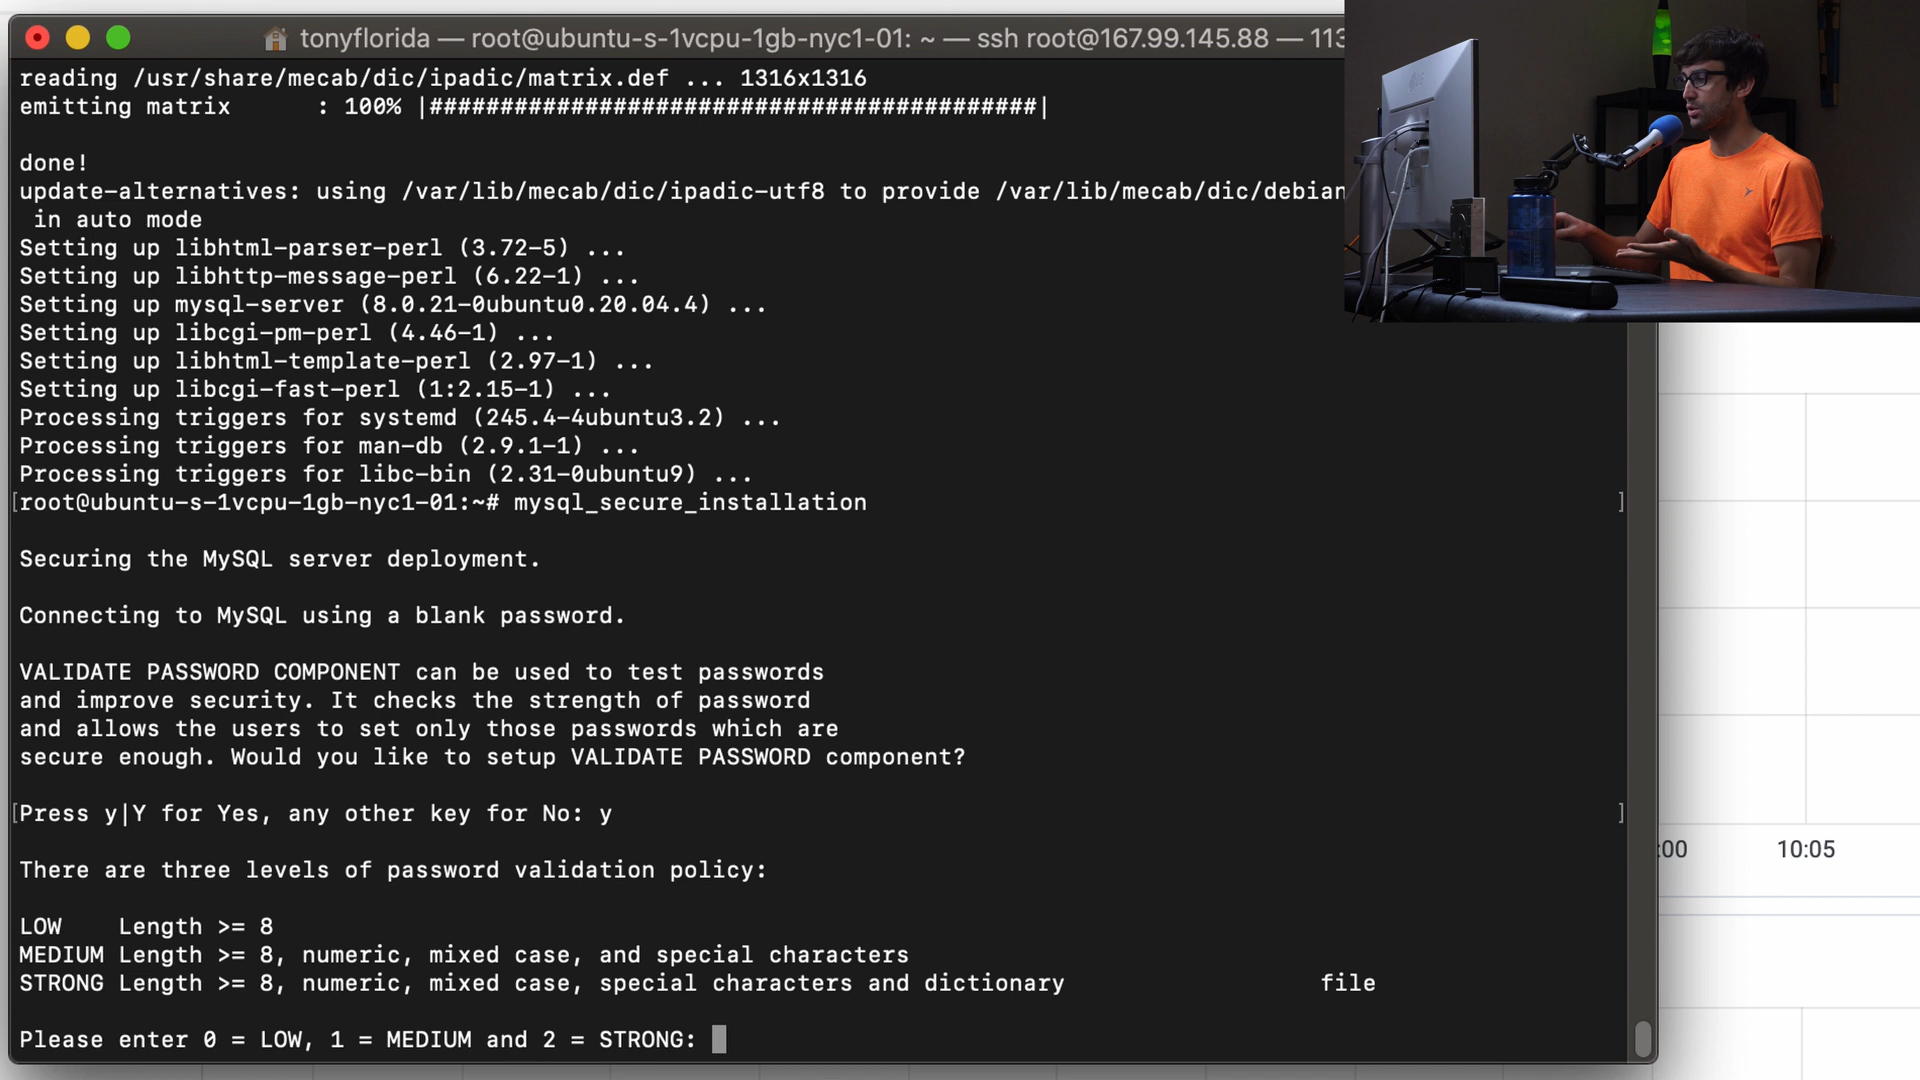 tonyflorida — root@ubuntu-s-1vcpu-1gb-nyc1-01: ~ — ssh root@167.99.145.88 — 113
reading /usr/share/mecab/dic/ipadic/matrix.def ... 1316x1316
emitting matrix      : 100% |###########################################|
done!
update-alternatives: using /var/lib/mecab/dic/ipadic-utf8 to provide /var/lib/mecab/dic/debian
 in auto mode
Setting up libhtml-parser-perl (3.72-5) ...
Setting up libhttp-message-perl (6.22-1) ...
Setting up mysql-server (8.0.21-0ubuntu0.20.04.4) ...
Setting up libcgi-pm-perl (4.46-1) ...
Setting up libhtml-template-perl (2.97-1) ...
Setting up libcgi-fast-perl (1:2.15-1) ...
Processing triggers for systemd (245.4-4ubuntu3.2) ...
Processing triggers for man-db (2.9.1-1) ...
Processing triggers for libc-bin (2.31-0ubuntu9) ...
[root@ubuntu-s-1vcpu-1gb-nyc1-01:~# mysql_secure_installation ]
Securing the MySQL server deployment.
Connecting to MySQL using a blank password.
VALIDATE PASSWORD COMPONENT can be used to test passwords
and improve security. It checks the strength of password
and allows the users to set only those passwords which are
secure enough. Would you like to setup VALIDATE PASSWORD component?
[Press y|Y for Yes, any other key for No: y ]
There are three levels of password validation policy:
LOW    Length >= 8
MEDIUM Length >= 8, numeric, mixed case, and special characters
STRONG Length >= 8, numeric, mixed case, special characters and dictionary                  file
Please enter 0 = LOW, 1 = MEDIUM and 2 = STRONG:
:00 10:05